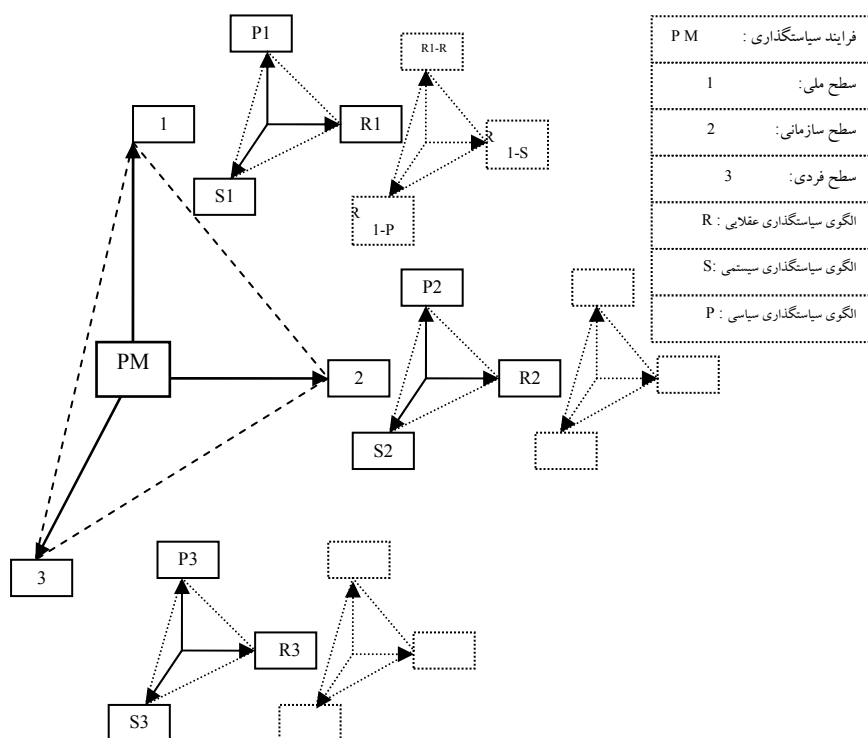 P1
R1
S1
R1-R
R
1-S
R
1-P
1
PM
2
3
P2
R2
S2
P3
R3
S3
فرایند سیاستگذاری : P M
سطح ملی: 1
سطح سازمانی: 2
سطح فردی: 3
الگوی سیاستگذاری عقلایی : R
الگوی سیاستگذاری سیستمی :S
الگوی سیاستگذاری سیاسی : P